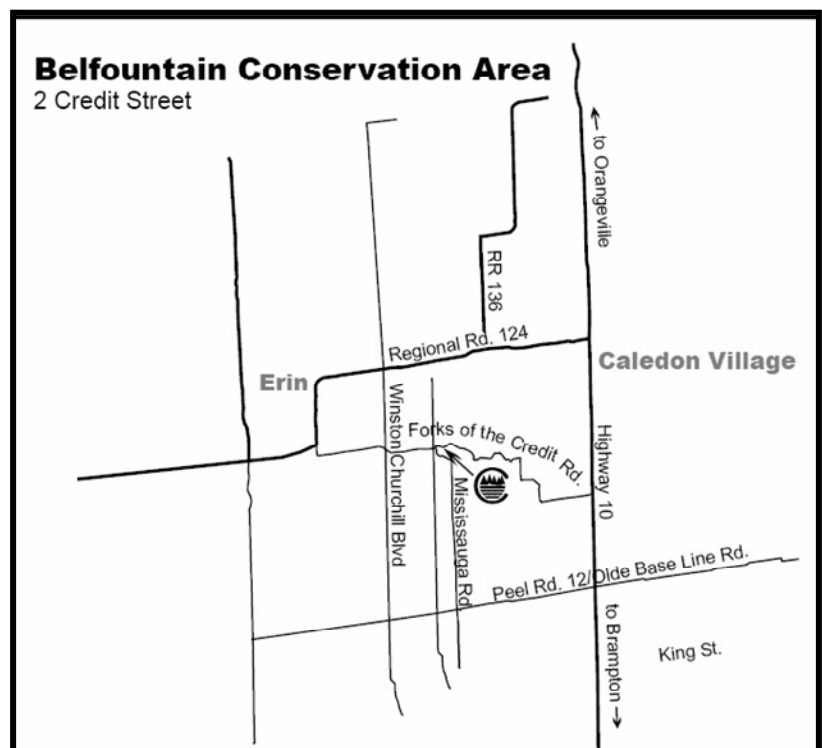 Belfountain Conservation Area
2 Credit Street
← to Orangeville
RR 136
Regional Rd. 124
Caledon Village
Erin
Winston Churchill Blvd
Forks of the Credit Rd.
Highway 10
Mississauga Rd
Peel Rd. 12/Olde Base Line Rd.
to Brampton →
King St.